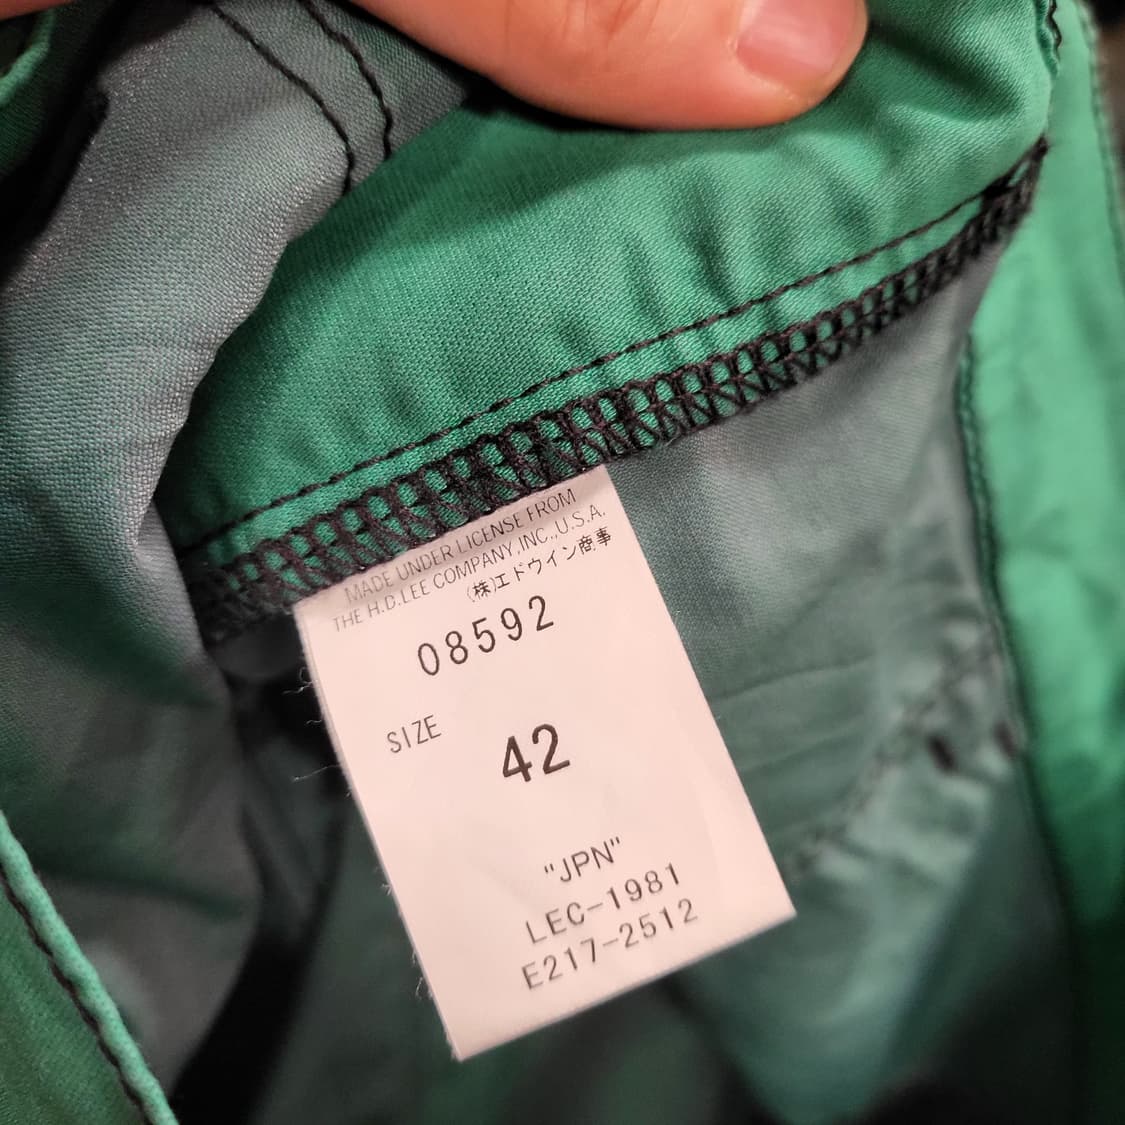 MADE UNDER LICENSE FROM
THE H.D.LEE COMPANY,INC.,U.S.A.
(株)エドウイン商事
08592
SIZE 42
"JPN"
LEC-1981
E217-2512